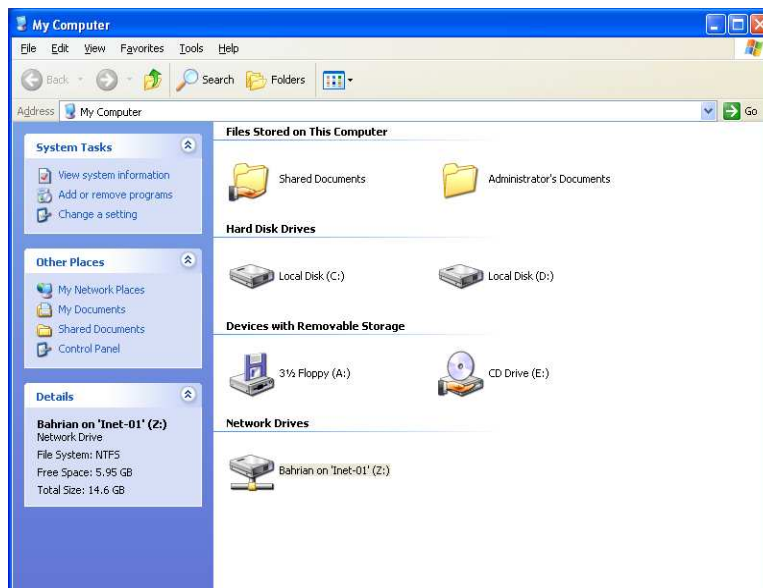 My Computer
File Edit View Favorites Tools Help
Back Search Folders
Address My Computer Go
System Tasks
View system information
Add or remove programs
Change a setting
Other Places
My Network Places
My Documents
Shared Documents
Control Panel
Details
Bahrian on 'Inet-01' (Z:)
Network Drive
File System: NTFS
Free Space: 5.95 GB
Total Size: 14.6 GB
Files Stored on This Computer
Shared Documents Administrator's Documents
Hard Disk Drives
Local Disk (C:) Local Disk (D:)
Devices with Removable Storage
3½ Floppy (A:) CD Drive (E:)
Network Drives
Bahrian on 'Inet-01' (Z:)